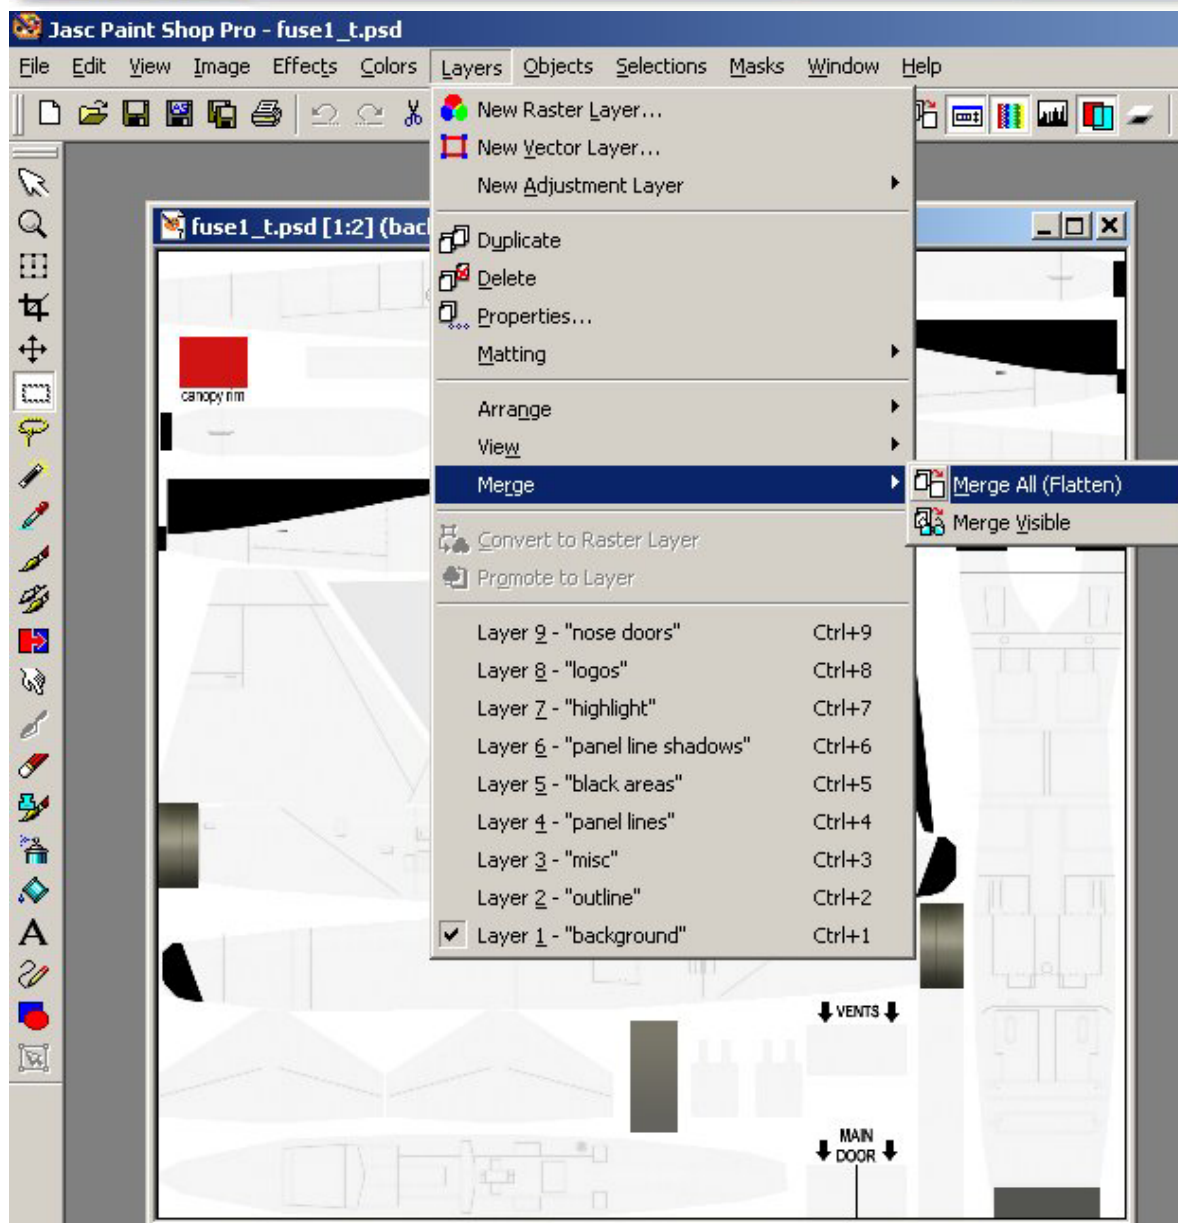 Jasc Paint Shop Pro - fuse1_t.psd
File Edit View Image Effects Colors Layers Objects Selections Masks Window Help
New Raster Layer...
New Vector Layer...
New Adjustment Layer
fuse1_t.psd [1:2] (bac
Duplicate
Delete
Properties...
Matting
canopy rim
Arrange
View
Merge
Merge All (Flatten)
Merge Visible
Convert to Raster Layer
Promote to Layer
Layer 9 - "nose doors" Ctrl+9
Layer 8 - "logos" Ctrl+8
Layer 7 - "highlight" Ctrl+7
Layer 6 - "panel line shadows" Ctrl+6
Layer 5 - "black areas" Ctrl+5
Layer 4 - "panel lines" Ctrl+4
Layer 3 - "misc" Ctrl+3
Layer 2 - "outline" Ctrl+2
Layer 1 - "background" Ctrl+1
VENTS
MAIN
DOOR